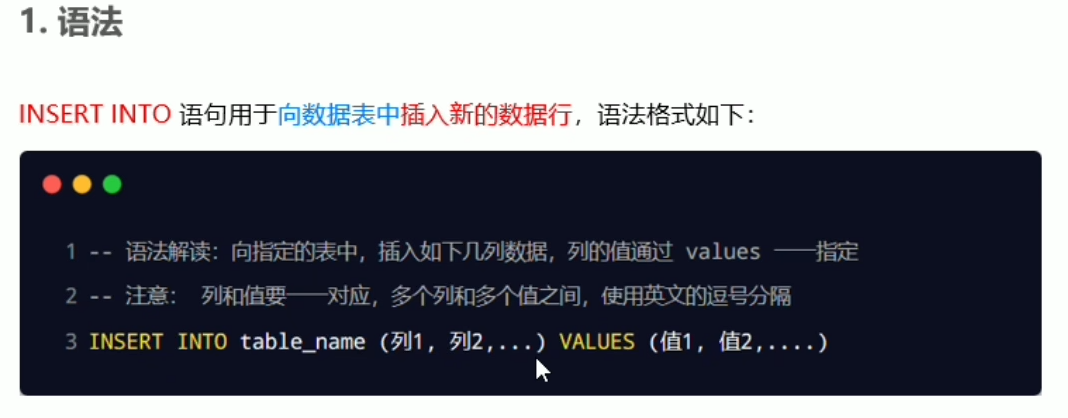 1. 语法
INSERT INTO 语句用于向数据表中插入新的数据行，语法格式如下：
1 -- 语法解读：向指定的表中，插入如下几列数据，列的值通过 values 一一指定
2 -- 注意： 列和值要一一对应，多个列和多个值之间，使用英文的逗号分隔
3 INSERT INTO table_name (列1, 列2,...) VALUES (值1, 值2,....)